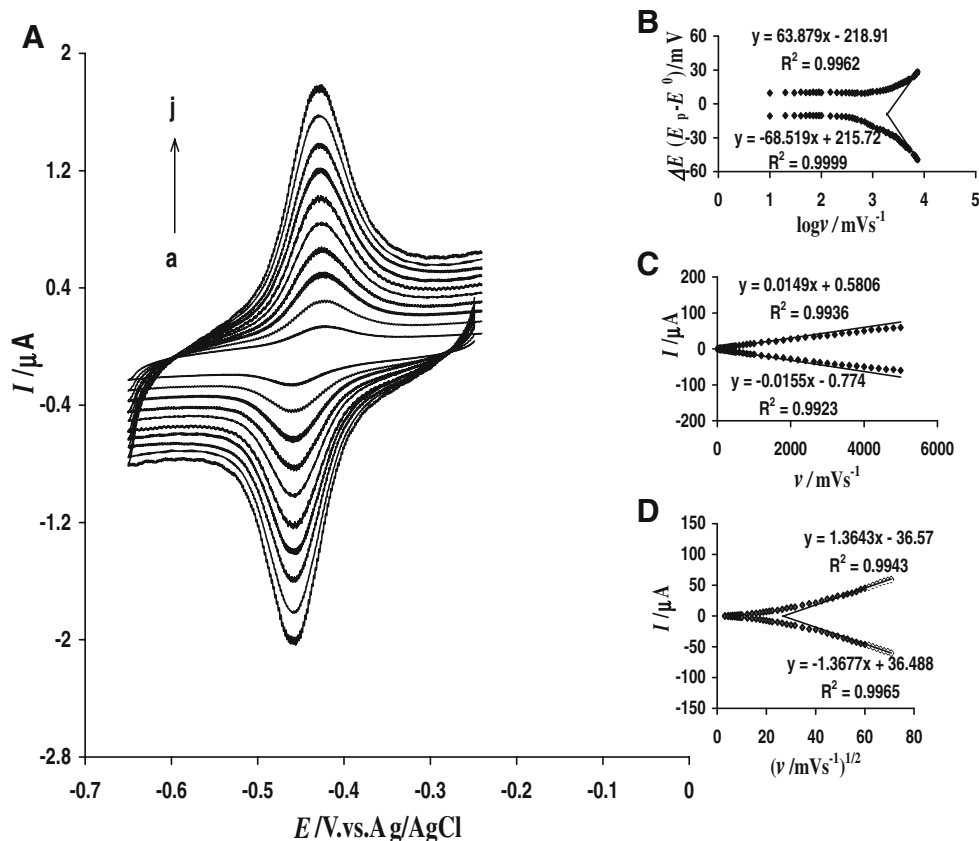 A
2
1.2
0.4
-0.4
-1.2
-2
-2.8
I /µA
j
a
-0.7 -0.6 -0.5 -0.4 -0.3 -0.2 -0.1 0
E /V.vs.Ag/AgCl
B
60
30
0
-30
-60
ΔE (Ep-E0)/m V
y = 63.879x - 218.91
R2 = 0.9962
y = -68.519x + 215.72
R2 = 0.9999
0 1 2 3 4 5
logν / mVs-1
C
200
100
0
-100
-200
I /µA
y = 0.0149x + 0.5806
R2 = 0.9936
y = -0.0155x - 0.774
R2 = 0.9923
0 2000 4000 6000
ν / mVs-1
D
150
100
50
0
-50
-100
-150
I /µA
y = 1.3643x - 36.57
R2 = 0.9943
y = -1.3677x + 36.488
R2 = 0.9965
0 20 40 60 80
(ν /mVs-1)1/2